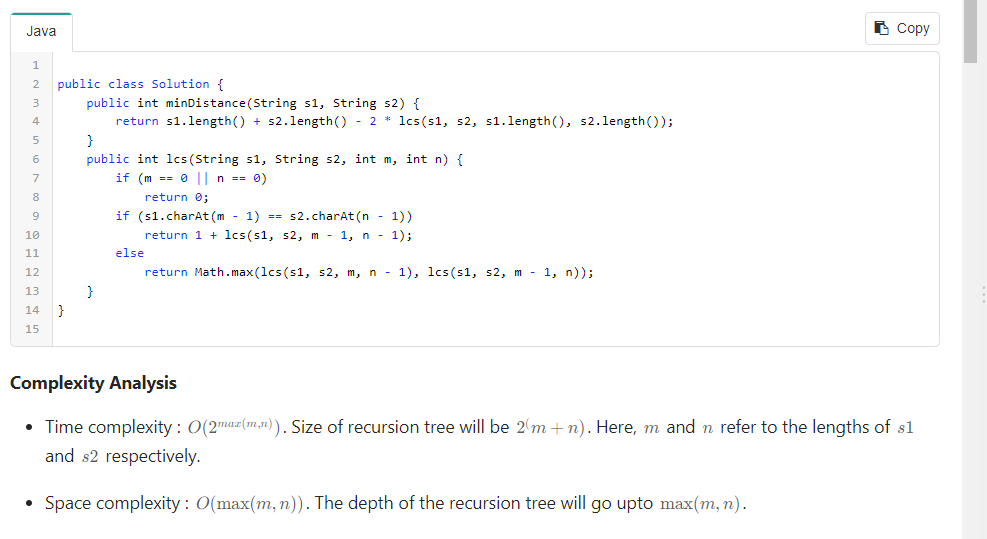 Java
Copy
1
2 public class Solution {
3 public int minDistance(String s1, String s2) {
4 return s1.length() + s2.length() - 2 * lcs(s1, s2, s1.length(), s2.length());
5 }
6 public int lcs(String s1, String s2, int m, int n) {
7 if (m == 0 || n == 0)
8 return 0;
9 if (s1.charAt(m - 1) == s2.charAt(n - 1))
10 return 1 + lcs(s1, s2, m - 1, n - 1);
11 else
12 return Math.max(lcs(s1, s2, m, n - 1), lcs(s1, s2, m - 1, n));
13 }
14 }
15
Complexity Analysis
• Time complexity : O(2^{max(m,n)}). Size of recursion tree will be 2^{(}m + n). Here, m and n refer to the lengths of s1
and s2 respectively.
• Space complexity : O(max(m, n)). The depth of the recursion tree will go upto max(m, n).